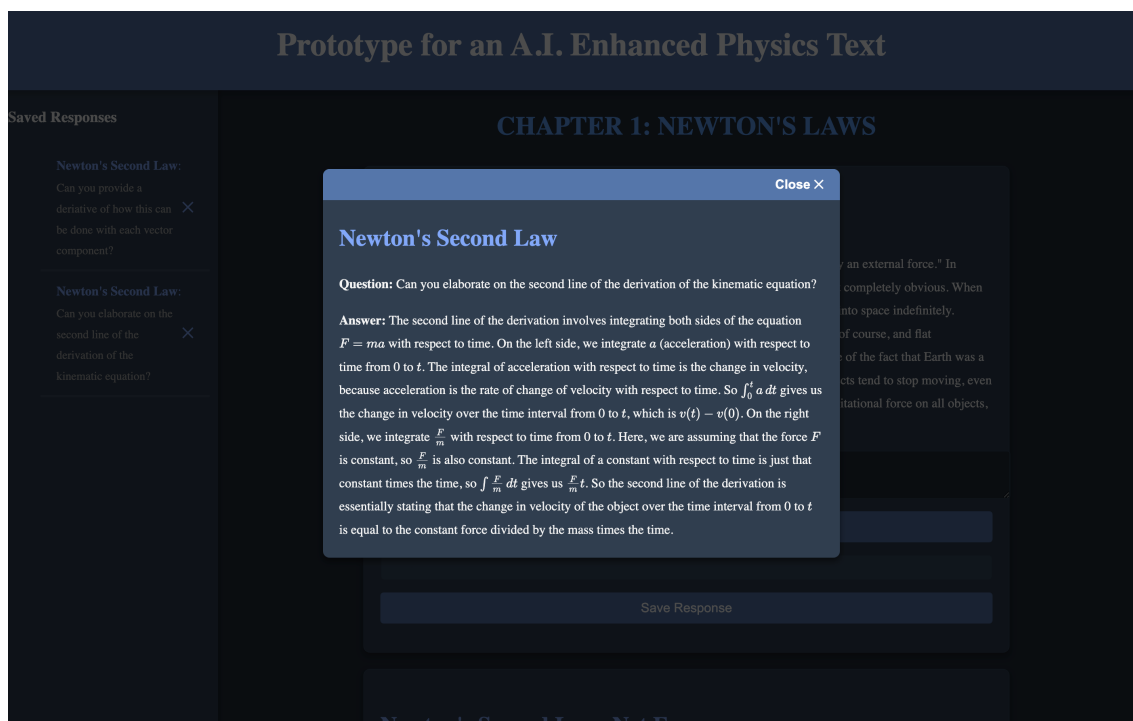 Prototype for an A.I. Enhanced Physics Text
Saved Responses
Newton's Second Law:
Can you provide a
deriative of how this can
be done with each vector
component?
Newton's Second Law:
Can you elaborate on the
second line of the
derivation of the
kinematic equation?
CHAPTER 1: NEWTON'S LAWS
Close ×
Newton's Second Law
Question: Can you elaborate on the second line of the derivation of the kinematic equation?
Answer: The second line of the derivation involves integrating both sides of the equation
F = ma with respect to time. On the left side, we integrate a (acceleration) with respect to
time from 0 to t. The integral of acceleration with respect to time is the change in velocity,
because acceleration is the rate of change of velocity with respect to time. So ∫₀ᵗ a dt gives us
the change in velocity over the time interval from 0 to t, which is v(t) − v(0). On the right
side, we integrate F/m with respect to time from 0 to t. Here, we are assuming that the force F
is constant, so F/m is also constant. The integral of a constant with respect to time is just that
constant times the time, so ∫ F/m dt gives us F/m t. So the second line of the derivation is
essentially stating that the change in velocity of the object over the time interval from 0 to t
is equal to the constant force divided by the mass times the time.
an external force." In
completely obvious. When
nto space indefinitely.
of course, and flat
of the fact that Earth was a
cts tend to stop moving, even
itational force on all objects,
Save Response